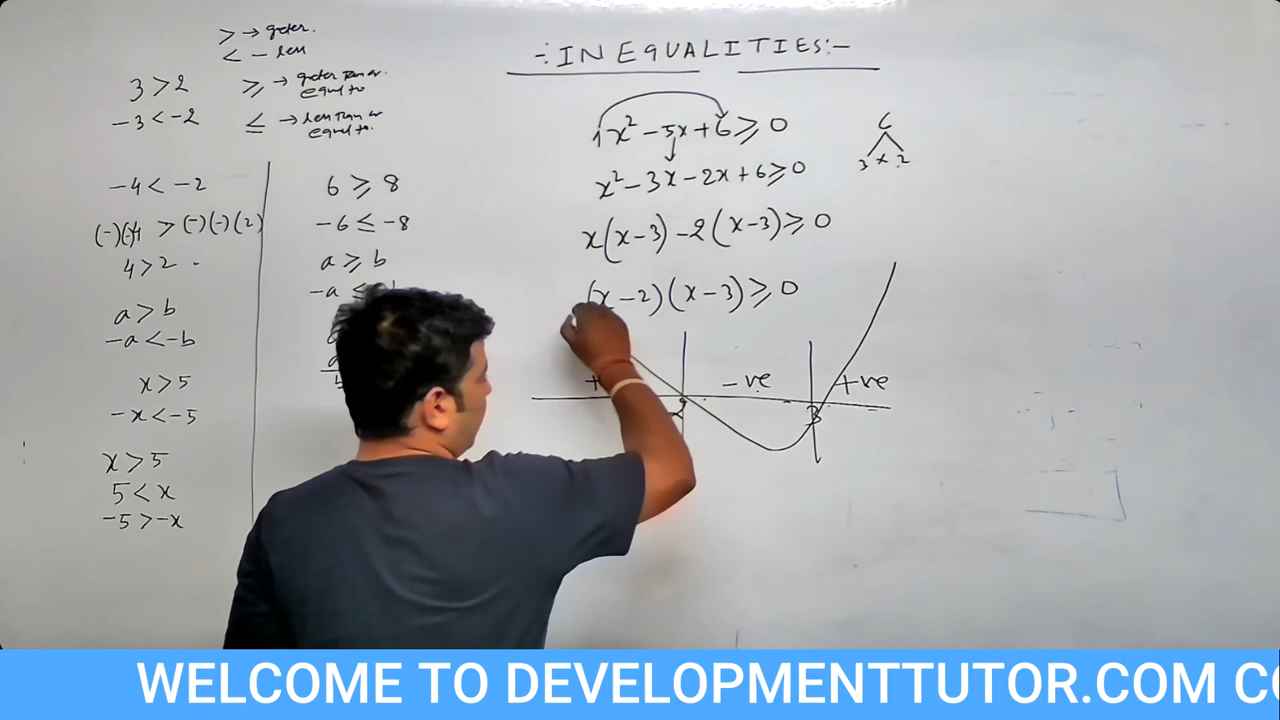 > → greter.
< – less
3 > 2
≥ → greter than or equal to
-3 < -2
≤ → less than or equal to.
-4 < -2
(-)(-)4 > (-)(-)(2)
4 > 2
a > b
-a < -b
x > 5
-x < -5
x > 5
5 < x
-5 > -x
6 ≥ 8
-6 ≤ -8
a ≥ b
-a ≤
÷INEQUALITIES:-
1x² - 5x + 6 ≥ 0
6
3 × 2
x² - 3x - 2x + 6 ≥ 0
x(x-3) - 2(x-3) ≥ 0
(x-2)(x-3) ≥ 0
+ -ve +ve
2 3
WELCOME TO DEVELOPMENTTUTOR.COM